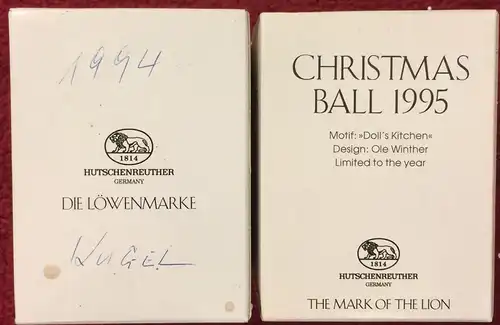 1994
1814
HUTSCHENREUTHER
GERMANY
DIE LÖWENMARKE
KUGEL
CHRISTMAS
BALL 1995
Motif: »Doll's Kitchen«
Design: Ole Winther
Limited to the year
1814
HUTSCHENREUTHER
GERMANY
THE MARK OF THE LION